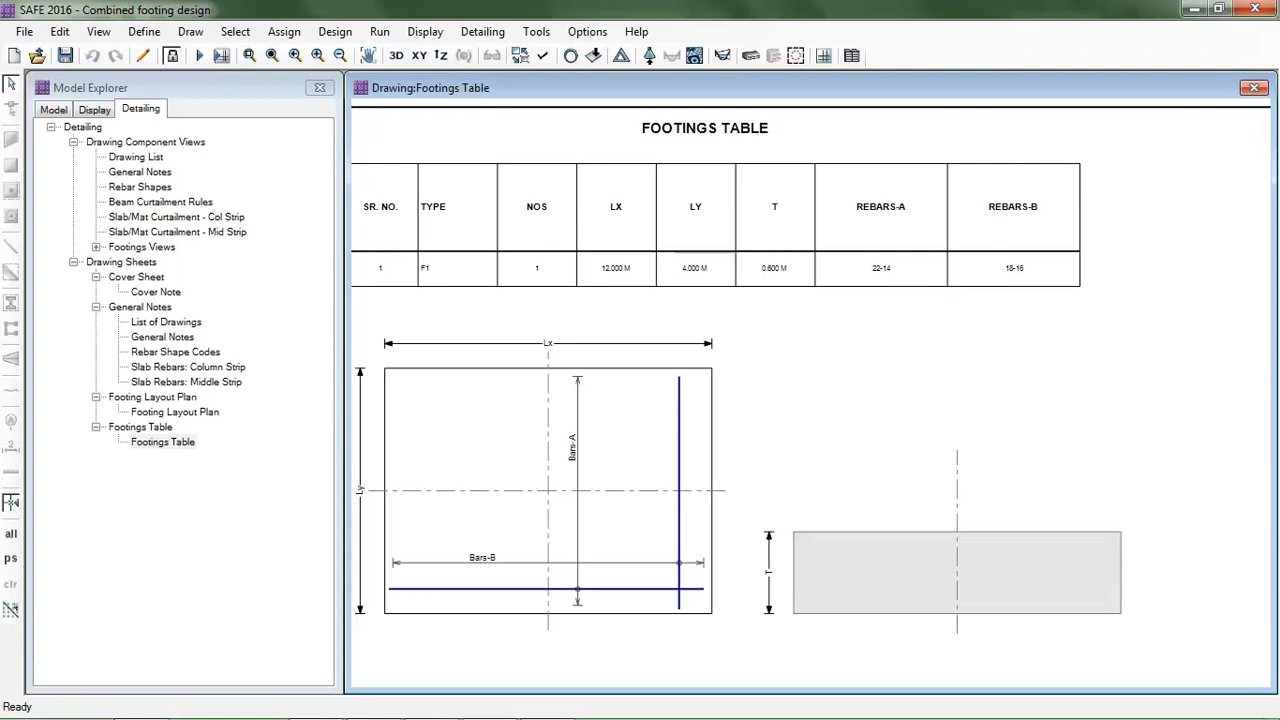 SAFE 2016 - Combined footing design
File Edit View Define Draw Select Assign Design Run Display Detailing Tools Options Help
3D XY
Model Explorer
Model Display Detailing
Detailing
Drawing Component Views
Drawing List
General Notes
Rebar Shapes
Beam Curtailment Rules
Slab/Mat Curtailment - Col Strip
Slab/Mat Curtailment - Mid Strip
Footings Views
Drawing Sheets
Cover Sheet
Cover Note
General Notes
List of Drawings
General Notes
Rebar Shape Codes
Slab Rebars: Column Strip
Slab Rebars: Middle Strip
Footing Layout Plan
Footing Layout Plan
Footings Table
Footings Table
all
ps
clr
Drawing:Footings Table
FOOTINGS TABLE
SR. NO. TYPE NOS LX LY T REBARS-A REBARS-B
1 F1 1 12.000 M 4.000 M 0.600 M 22-14 18-16
Lx
Ly
Bars-A
Bars-B
T
Ready